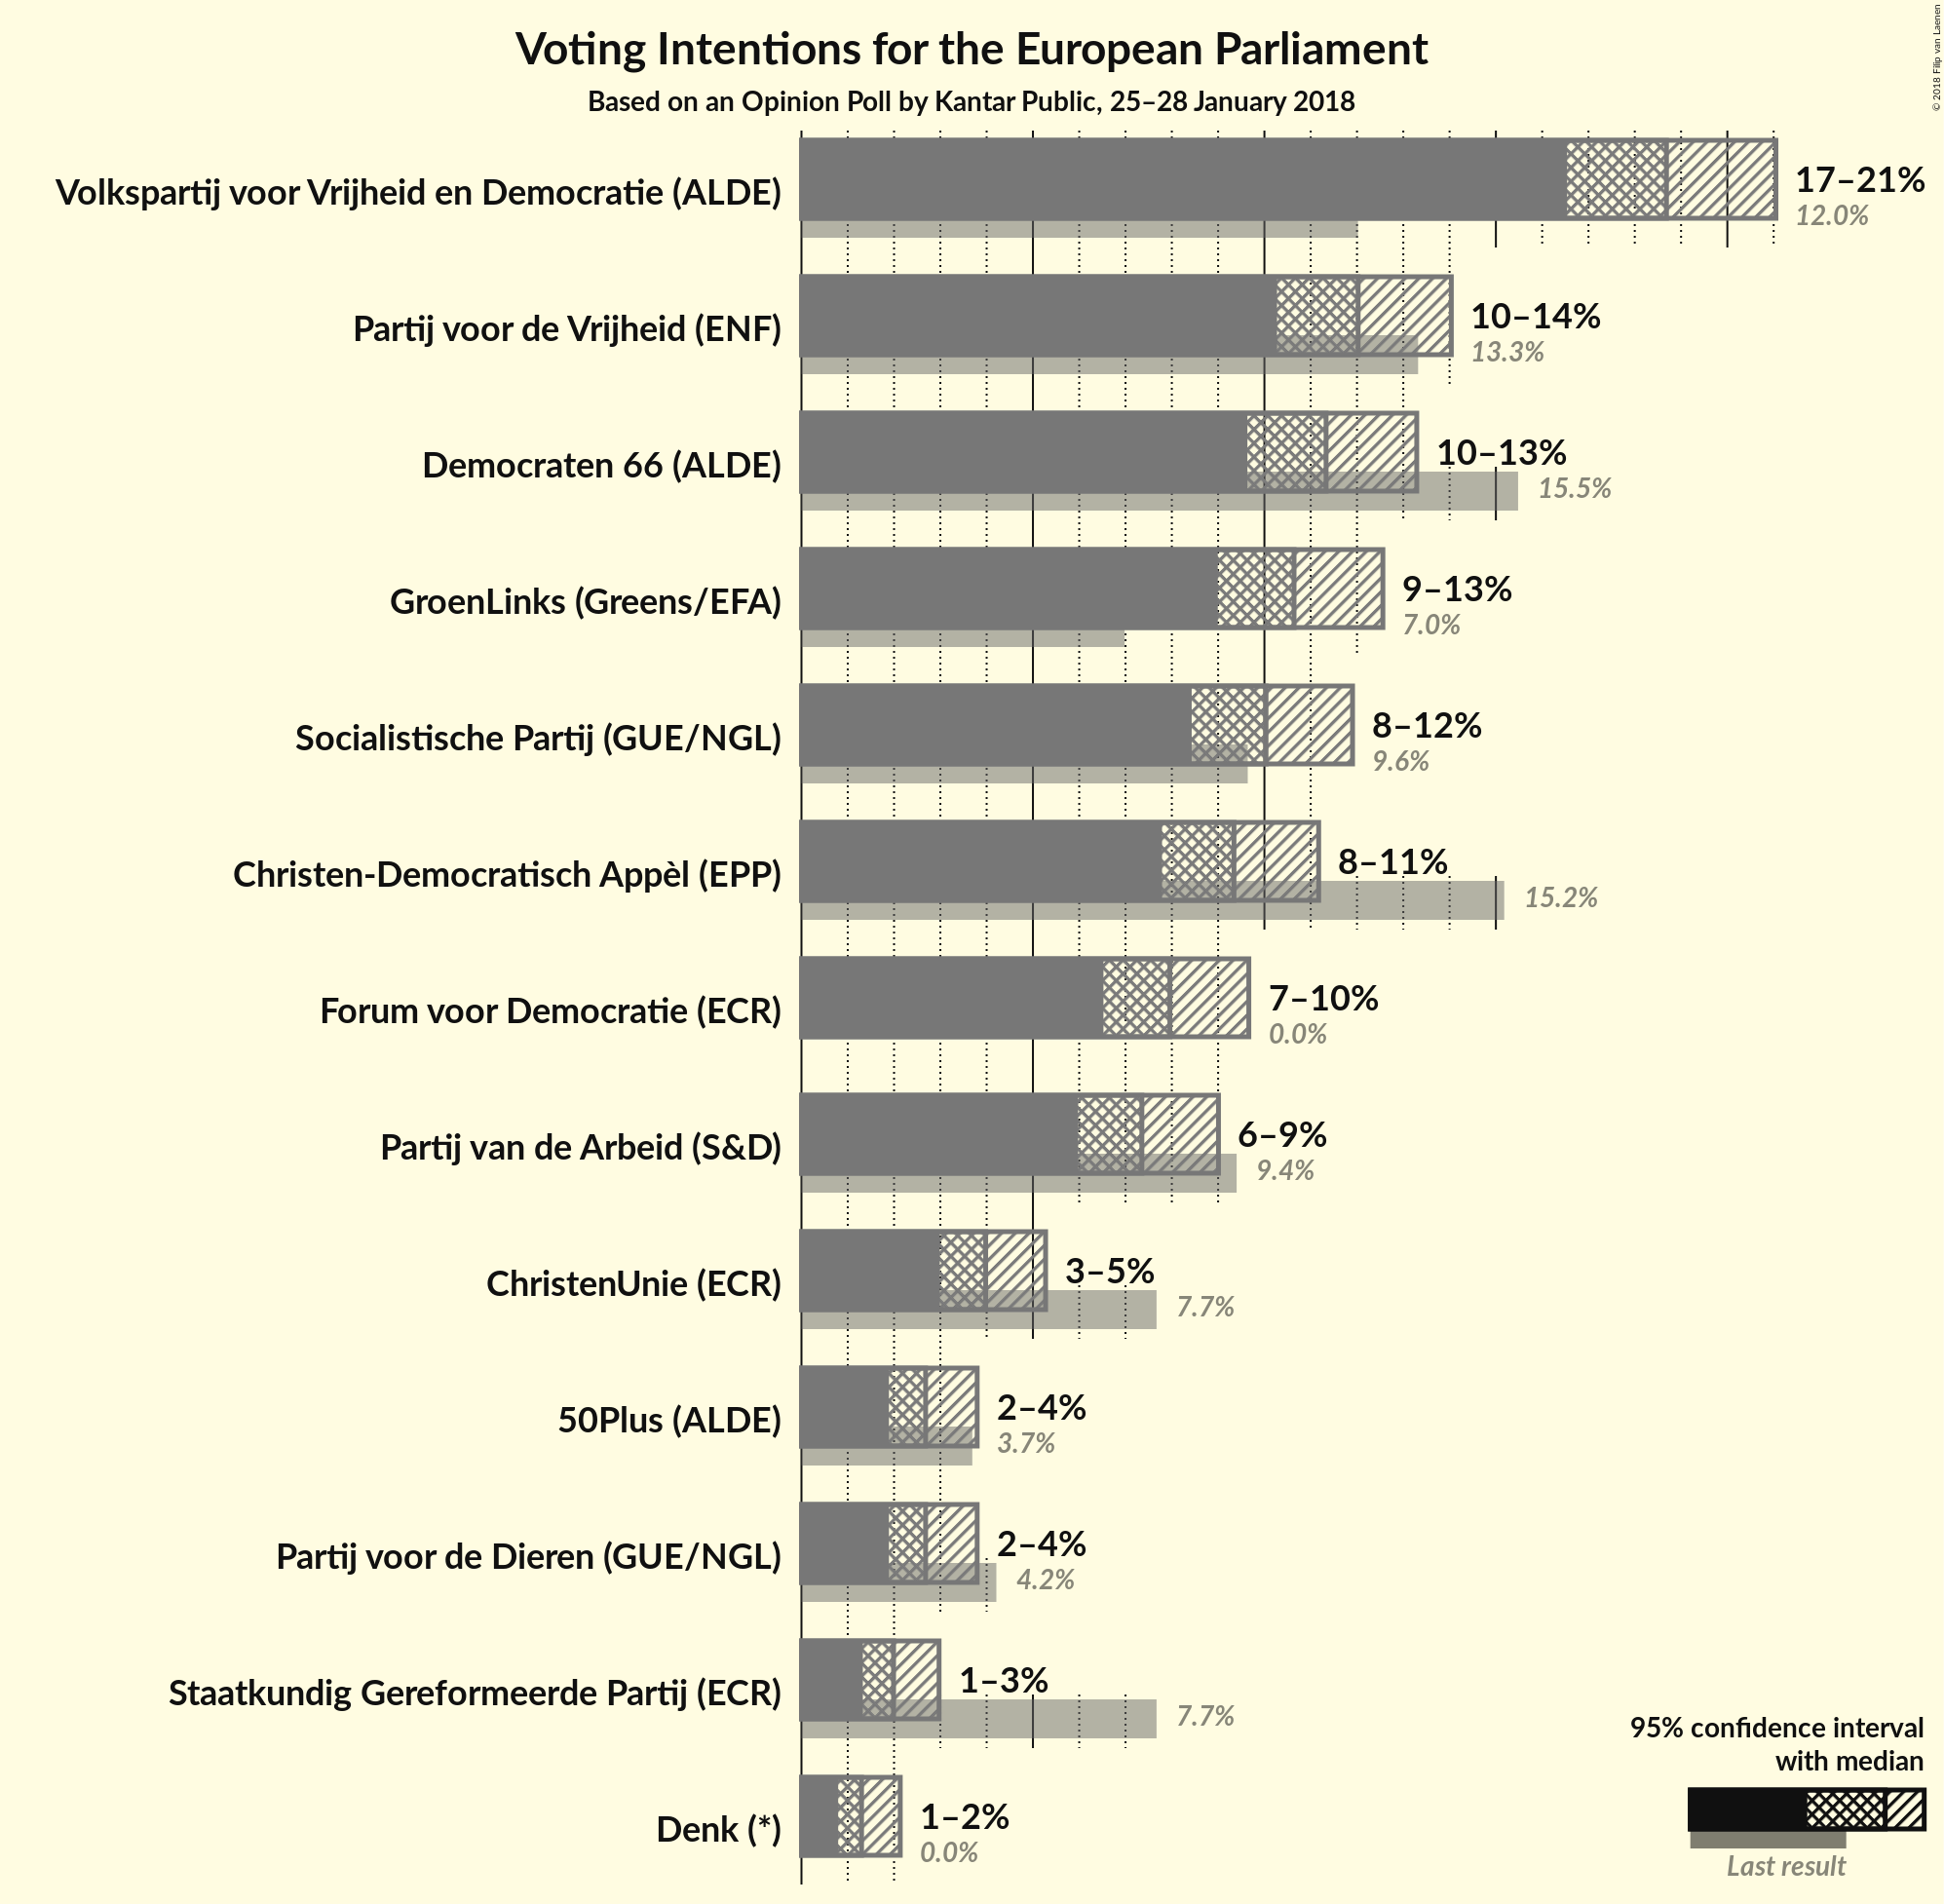 Voting Intentions for the European Parliament
Based on an Opinion Poll by Kantar Public, 25–28 January 2018
© 2018 Filip van Laenen
Volkspartij voor Vrijheid en Democratie (ALDE)
17–21%
12.0%
Partij voor de Vrijheid (ENF)
10–14%
13.3%
Democraten 66 (ALDE)
10–13%
15.5%
GroenLinks (Greens/EFA)
9–13%
7.0%
Socialistische Partij (GUE/NGL)
8–12%
9.6%
Christen-Democratisch Appèl (EPP)
8–11%
15.2%
Forum voor Democratie (ECR)
7–10%
0.0%
Partij van de Arbeid (S&D)
6–9%
9.4%
ChristenUnie (ECR)
3–5%
7.7%
50Plus (ALDE)
2–4%
3.7%
Partij voor de Dieren (GUE/NGL)
2–4%
4.2%
Staatkundig Gereformeerde Partij (ECR)
1–3%
7.7%
Denk (*)
1–2%
0.0%
95% confidence interval
with median
Last result